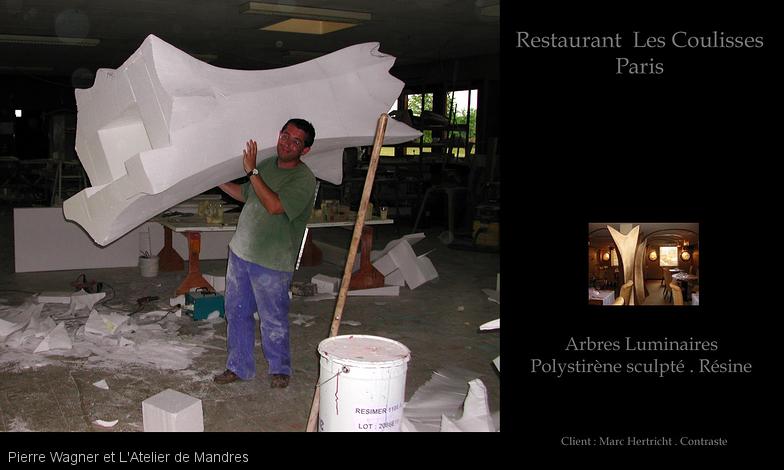 Restaurant Les Coulisses
Paris
Arbres Luminaires
Polystirène sculpté . Résine
Client : Marc Hertricht . Contraste
RESIMER
LOT :
Pierre Wagner et L'Atelier de Mandres